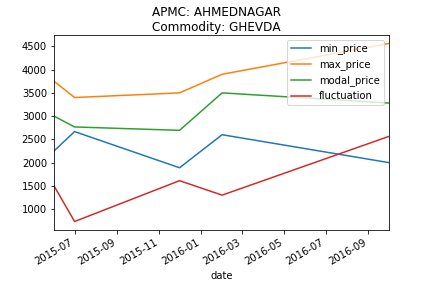 APMC: AHMEDNAGAR
Commodity: GHEVDA
4500
4000
3500
3000
2500
2000
1500
1000
min_price
max_price
modal_price
fluctuation
2015-07
2015-09
2015-11
2016-01
2016-03
2016-05
2016-07
2016-09
date